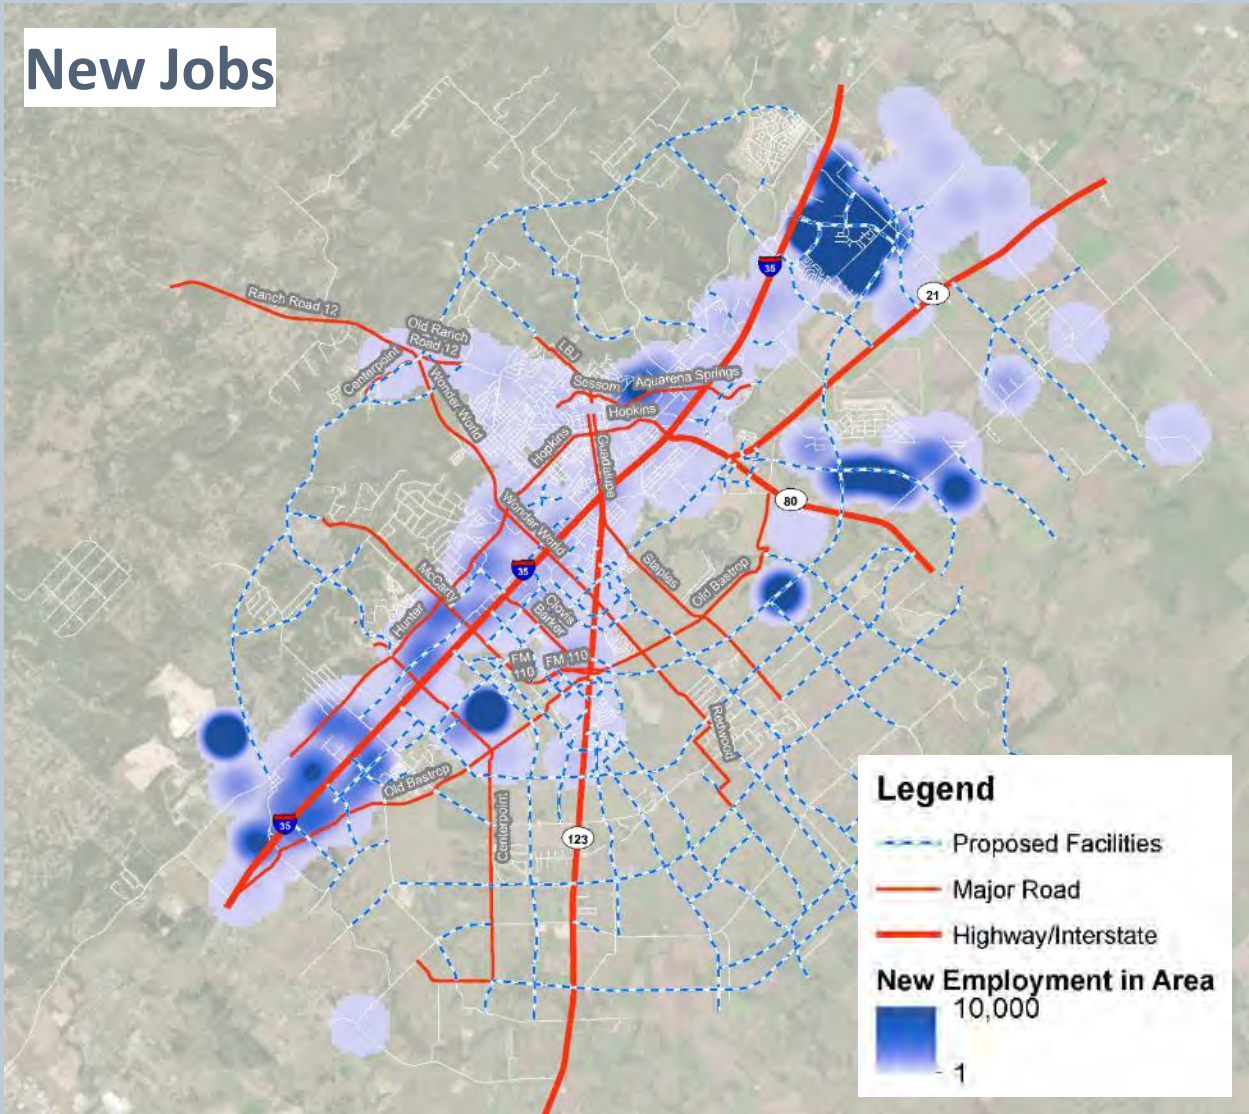 New Jobs
35
21
Ranch Road 12
Old Ranch
Road 12
Centerpoint
LBJ
Sessom
Aquarena Springs
Wonder World
Hopkins
Hopkins
Guadalupe
80
Wonder World
35
Staples
Old Bastrop
McCarty
Hunter
Clovis
Barker
FM
110
FM 110
Redwood
Old Bastrop
35
Centerpoint
123
Legend
Proposed Facilities
Major Road
Highway/Interstate
New Employment in Area
10,000
1